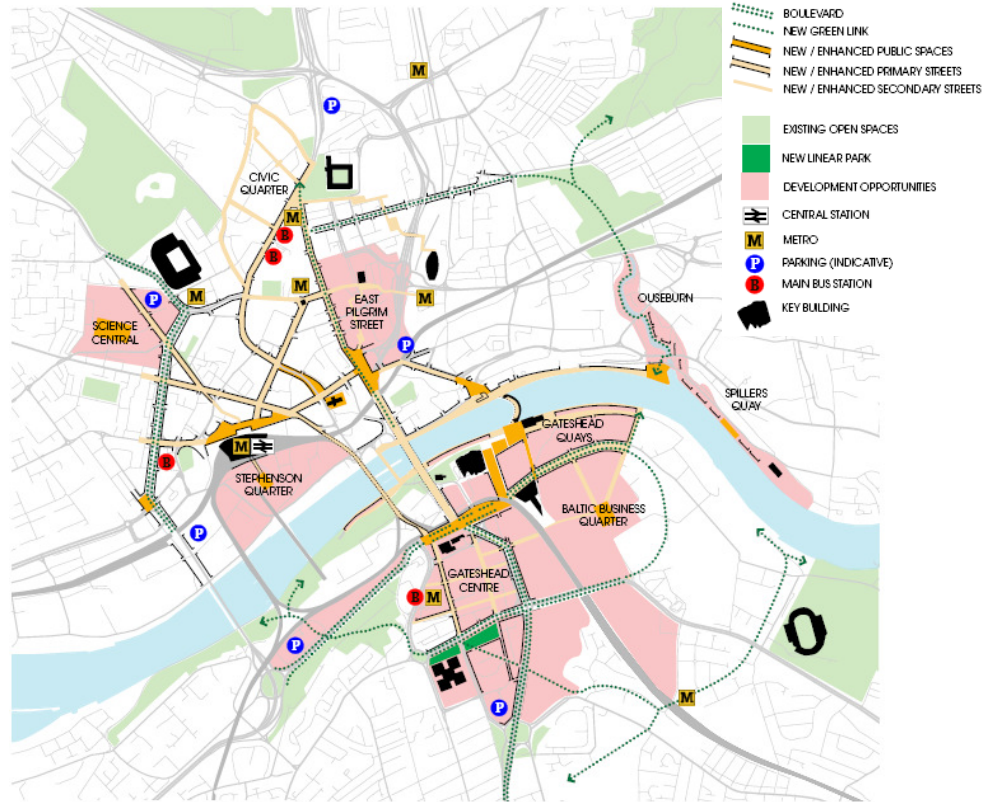 BOULEVARD
NEW GREEN LINK
NEW / ENHANCED PUBLIC SPACES
NEW / ENHANCED PRIMARY STREETS
NEW / ENHANCED SECONDARY STREETS
EXISTING OPEN SPACES
NEW LINEAR PARK
DEVELOPMENT OPPORTUNITIES
CENTRAL STATION
M METRO
P PARKING (INDICATIVE)
B MAIN BUS STATION
KEY BUILDING
M
P
CIVIC
QUARTER
M
B
B
M
M
M
P
EAST
PILGRIM
STREET
OUSEBURN
SCIENCE
CENTRAL
P
SPILLERS
QUAY
GATESHEAD
QUAYS
M
B
STEPHENSON
QUARTER
BALTIC BUSINESS
QUARTER
P
GATESHEAD
CENTRE
B M
P
M
P